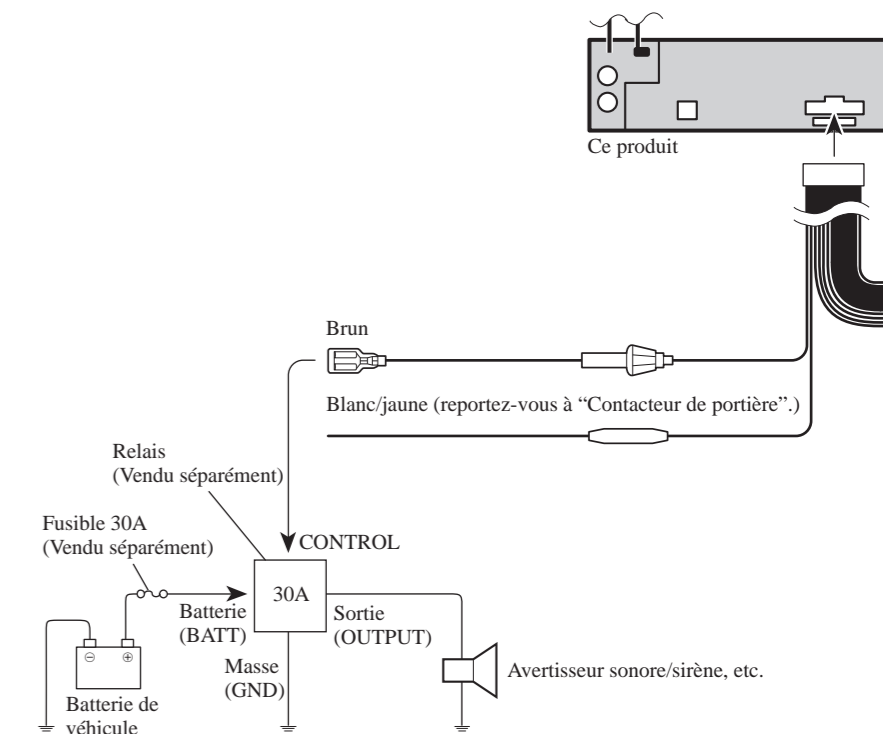 Ce produit
Brun
Blanc/jaune (reportez-vous à “Contacteur de portière”.)
Relais
(Vendu séparément)
Fusible 30A
(Vendu séparément)
CONTROL
30A
Batterie
(BATT)
Sortie
(OUTPUT)
Masse
(GND)
Avertisseur sonore/sirène, etc.
⊖ ⊕
Batterie de
véhicule